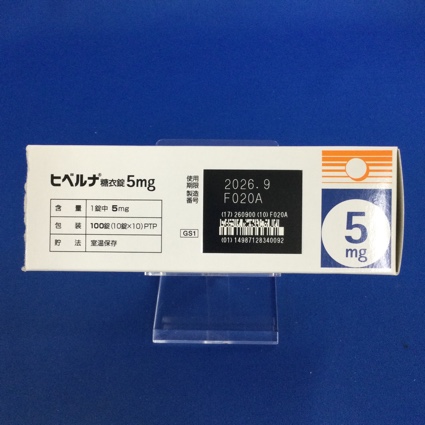 ヒベルナ®糖衣錠5mg
含 量 1錠中 5mg
包 装 100錠(10錠×10)PTP
貯 法 室温保存
使用
期限
製造
番号
2026.9
F020A
(17) 260900 (10) F020A
GS1
(01) 14987128340092
5
mg